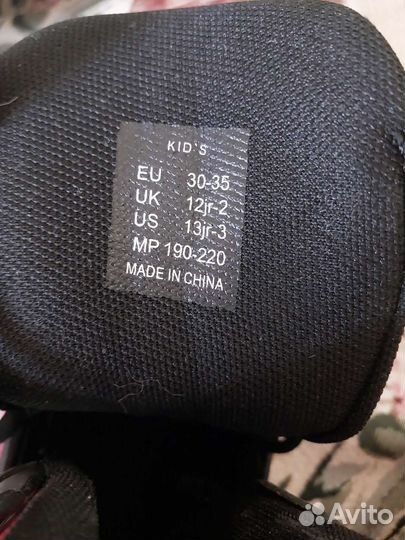 KID`S
EU 30-35
UK 12jr-2
US 13jr-3
MP 190-220
MADE IN CHINA
Avito